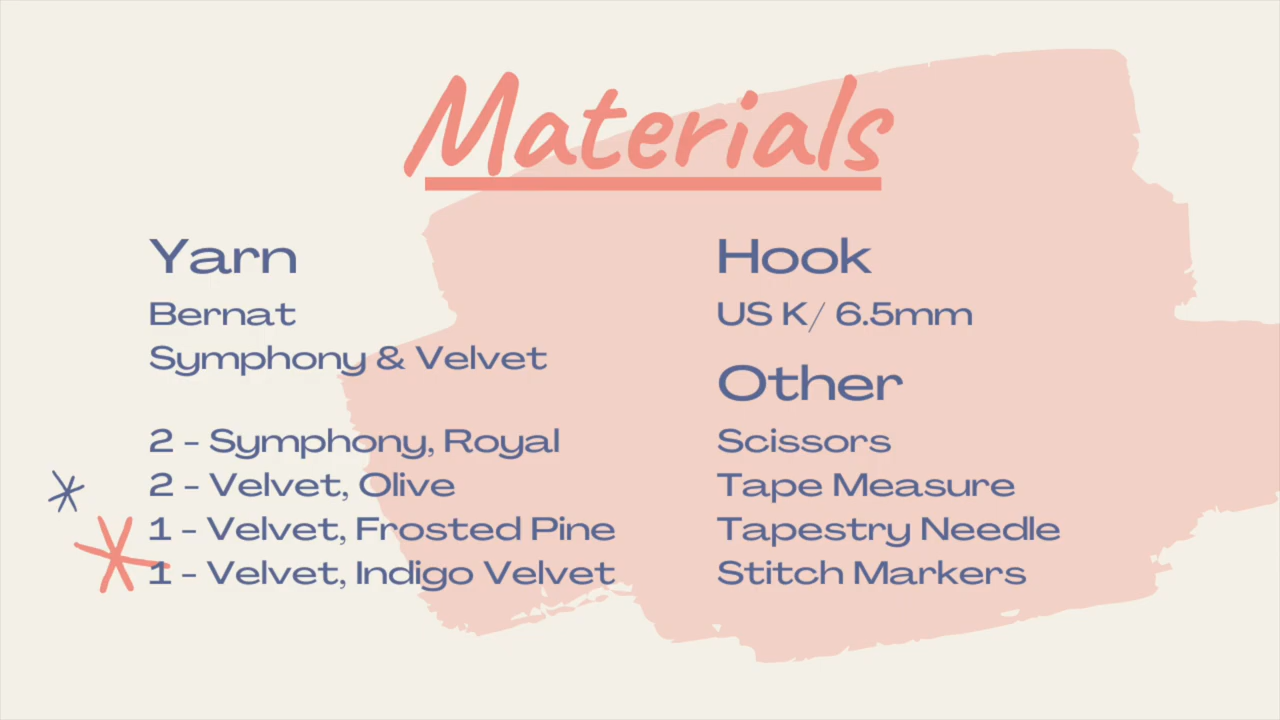 Materials
Yarn
Bernat
Symphony & Velvet
2 - Symphony, Royal
2 - Velvet, Olive
1 - Velvet, Frosted Pine
1 - Velvet, Indigo Velvet
Hook
US K/ 6.5mm
Other
Scissors
Tape Measure
Tapestry Needle
Stitch Markers